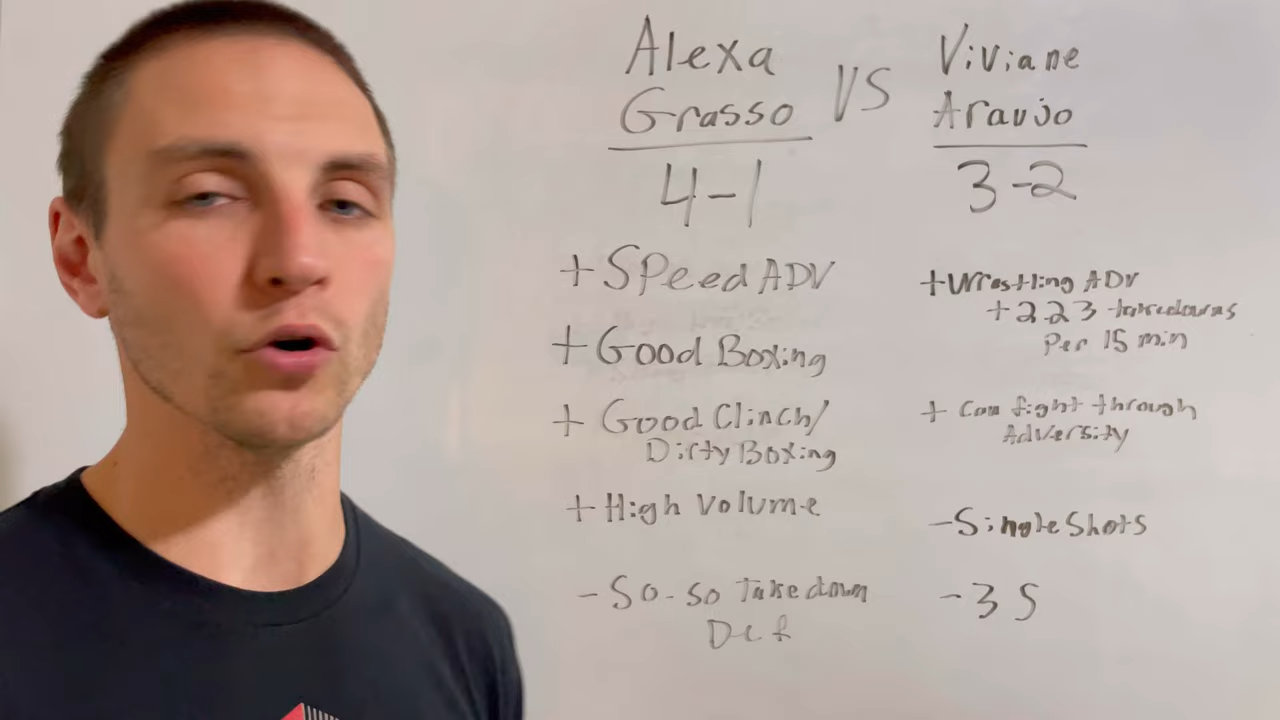 Alexa
Grasso
VS
Viviane
Araujo
4-1
3-2
+ Speed ADV
+ Good Boxing
+ Good Clinch/
Dirty Boxing
+ High Volume
- So-so Takedown
Def
+ Wrestling ADV
+ 2.23 takedowns
Per 15 min
+ Can fight through
Adversity
- Single Shots
- 35